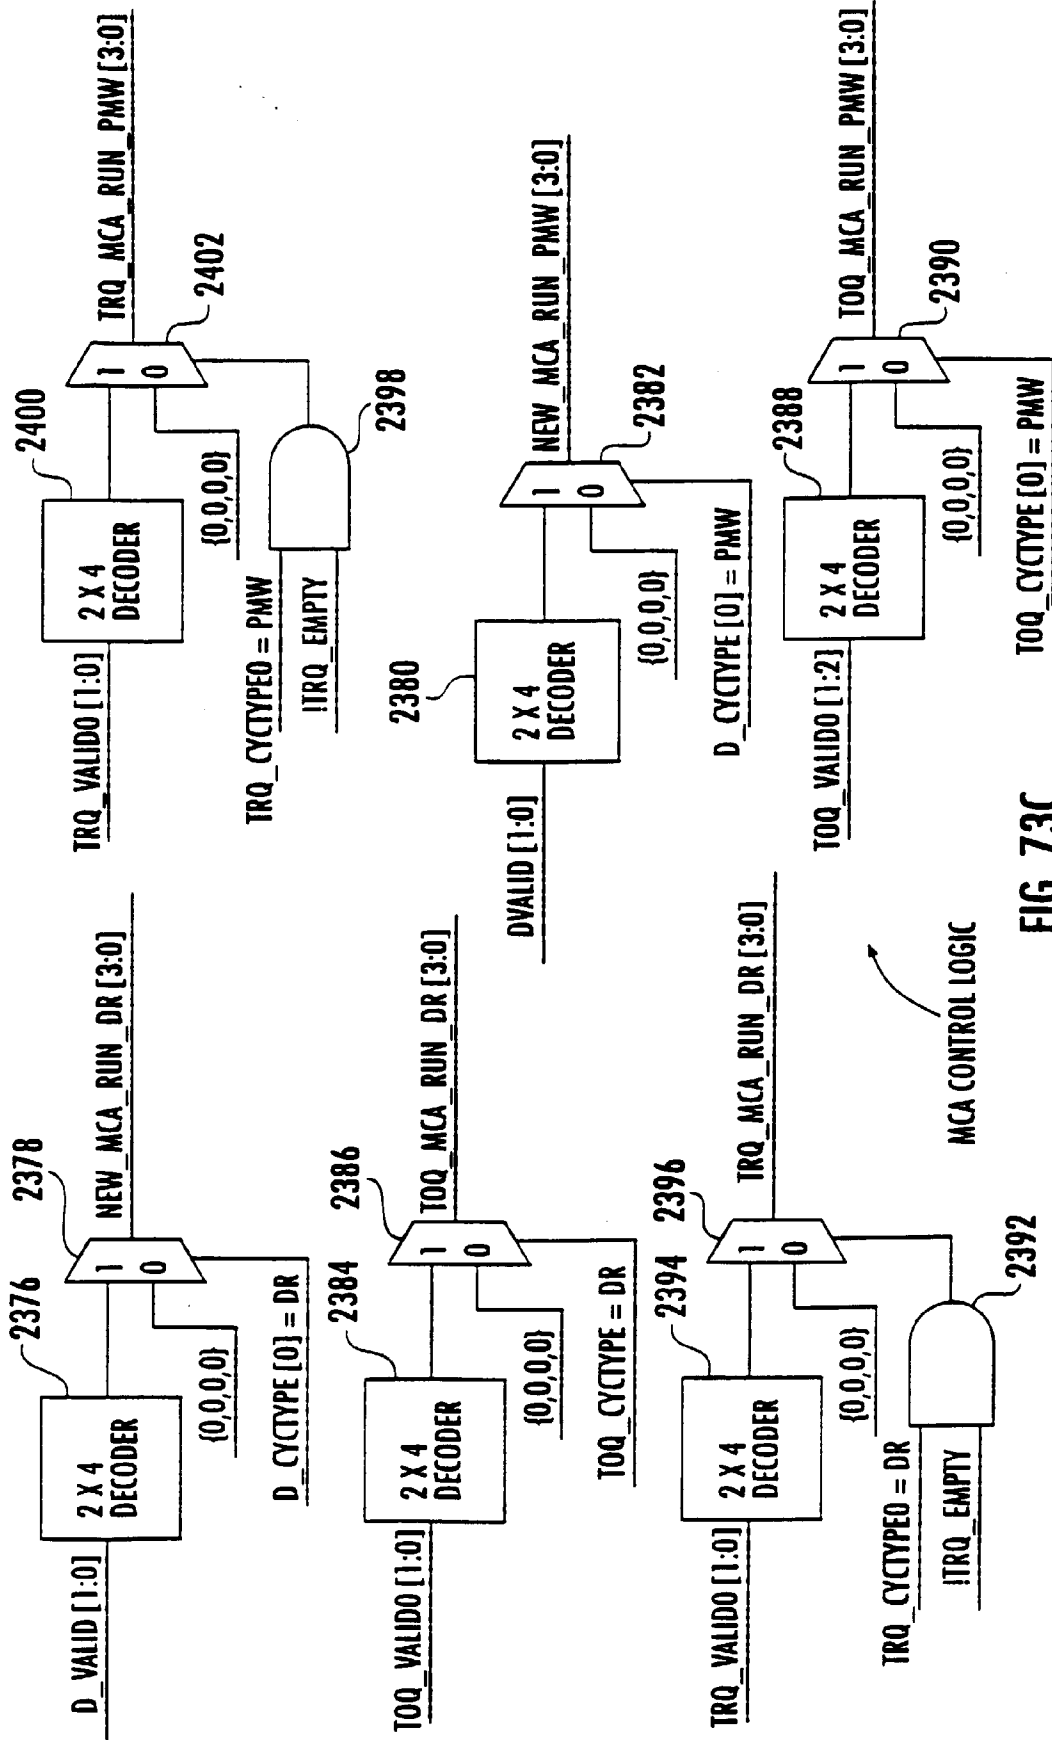 D_VALID [1:0]
2376
2 X 4
DECODER
{0,0,0,0}
D_CYCTYPE [0] = DR
1
0
2378
NEW_MCA_RUN_DR [3:0]
TOQ_VALID0 [1:0]
2384
2 X 4
DECODER
{0,0,0,0}
TOQ_CYCTYPE = DR
1
0
2386
TOQ_MCA_RUN_DR [3:0]
TRQ_VALID0 [1:0]
2394
2 X 4
DECODER
{0,0,0,0}
TRQ_CYCTYPE0 = DR
!TRQ_EMPTY
2392
1
0
2396
TRQ_MCA_RUN_DR [3:0]
MCA CONTROL LOGIC
TRQ_VALID0 [1:0]
2400
2 X 4
DECODER
{0,0,0,0}
TRQ_CYCTYPE0 = PMW
!TRQ_EMPTY
2398
1
0
2402
TRQ_MCA_RUN_PMW [3:0]
DVALID [1:0]
2380
2 X 4
DECODER
{0,0,0,0}
D_CYCTYPE [0] = PMW
1
0
2382
NEW_MCA_RUN_PMW [3:0]
TOQ_VALID0 [1:2]
2388
2 X 4
DECODER
{0,0,0,0}
TOQ_CYCTYPE [0] = PMW
1
0
2390
TOQ_MCA_RUN_PMW [3:0]
FIG. 73C